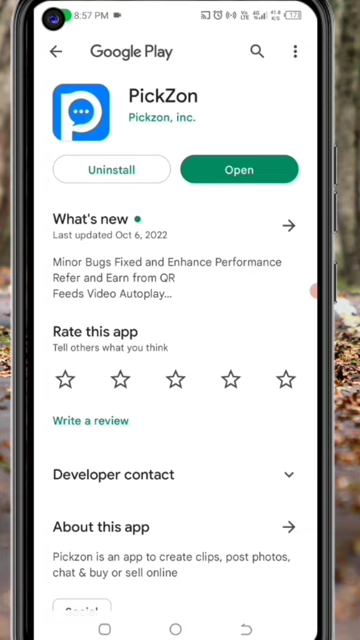 8:57 PM
Google Play
PickZon
Pickzon, inc.
Uninstall
Open
What's new
Last updated Oct 6, 2022
Minor Bugs Fixed and Enhance Performance
Refer and Earn from QR
Feeds Video Autoplay...
Rate this app
Tell others what you think
Write a review
Developer contact
About this app
Pickzon is an app to create clips, post photos,
chat & buy or sell online
Social